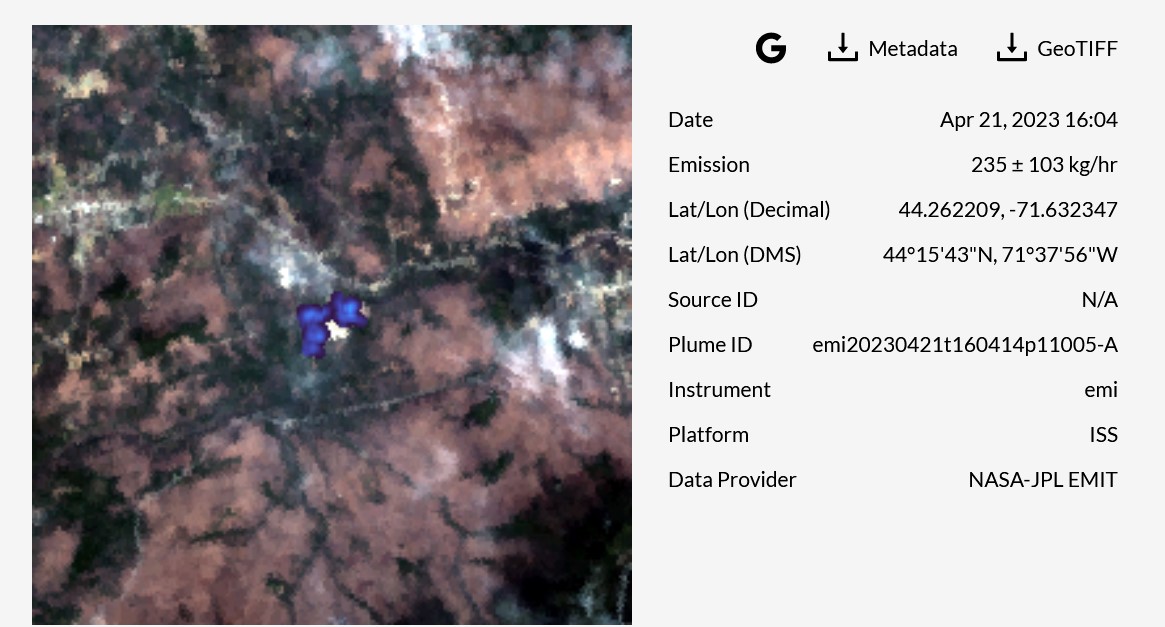 G Metadata GeoTIFF
Date Apr 21, 2023 16:04
Emission 235 ± 103 kg/hr
Lat/Lon (Decimal) 44.262209, -71.632347
Lat/Lon (DMS) 44°15'43"N, 71°37'56"W
Source ID N/A
Plume ID emi20230421t160414p11005-A
Instrument emi
Platform ISS
Data Provider NASA-JPL EMIT